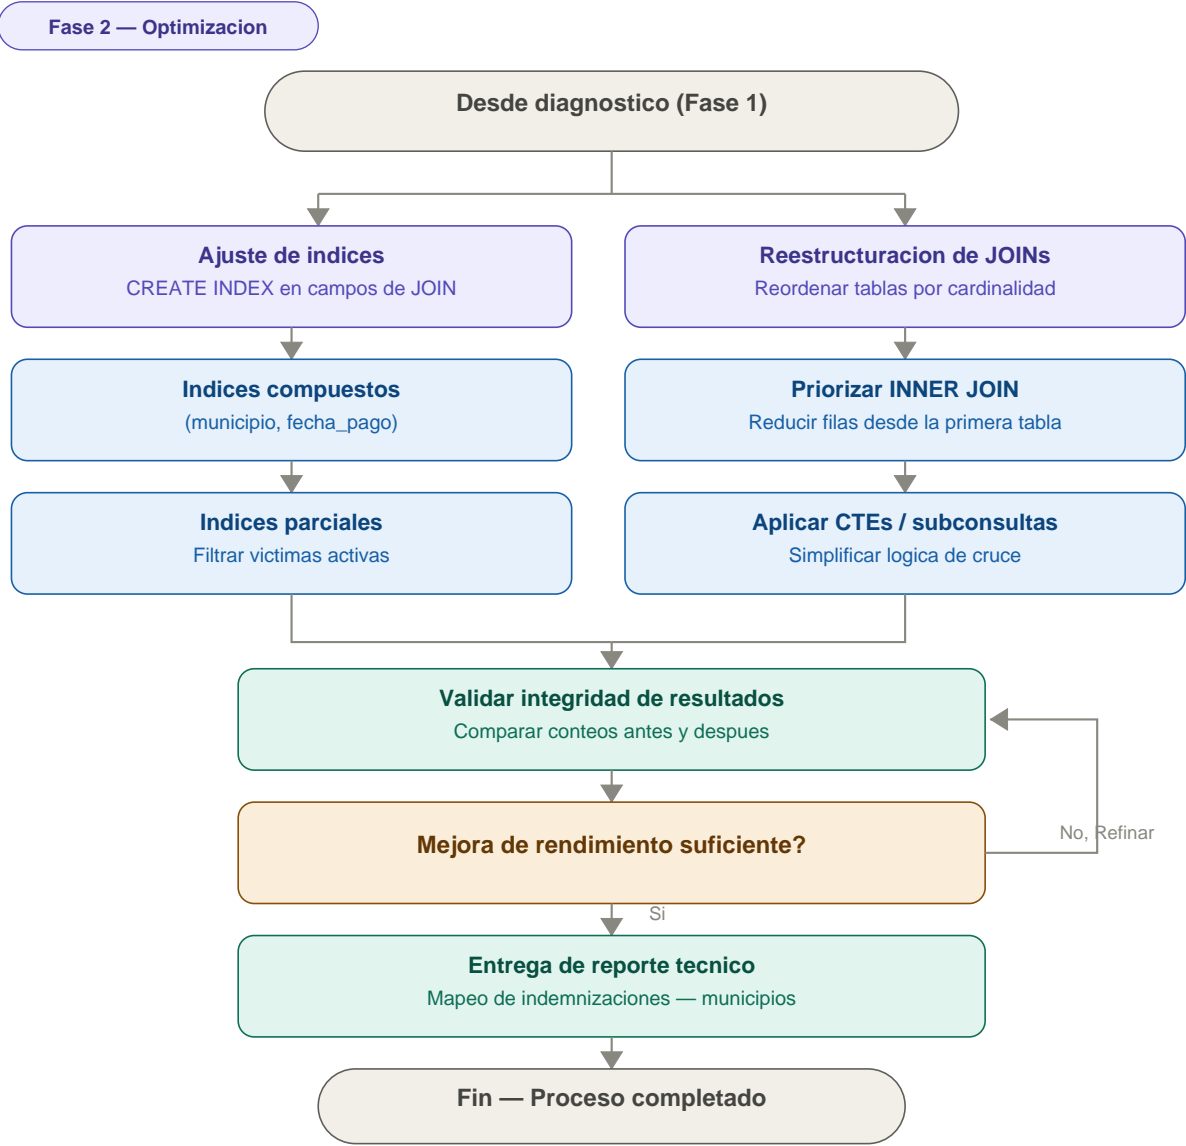 Fase 2 — Optimizacion
Desde diagnostico (Fase 1)
Ajuste de indices
CREATE INDEX en campos de JOIN
Reestructuracion de JOINs
Reordenar tablas por cardinalidad
Indices compuestos
(municipio, fecha_pago)
Priorizar INNER JOIN
Reducir filas desde la primera tabla
Indices parciales
Filtrar victimas activas
Aplicar CTEs / subconsultas
Simplificar logica de cruce
Validar integridad de resultados
Comparar conteos antes y despues
Mejora de rendimiento suficiente?
No, Refinar
Si
Entrega de reporte tecnico
Mapeo de indemnizaciones — municipios
Fin — Proceso completado